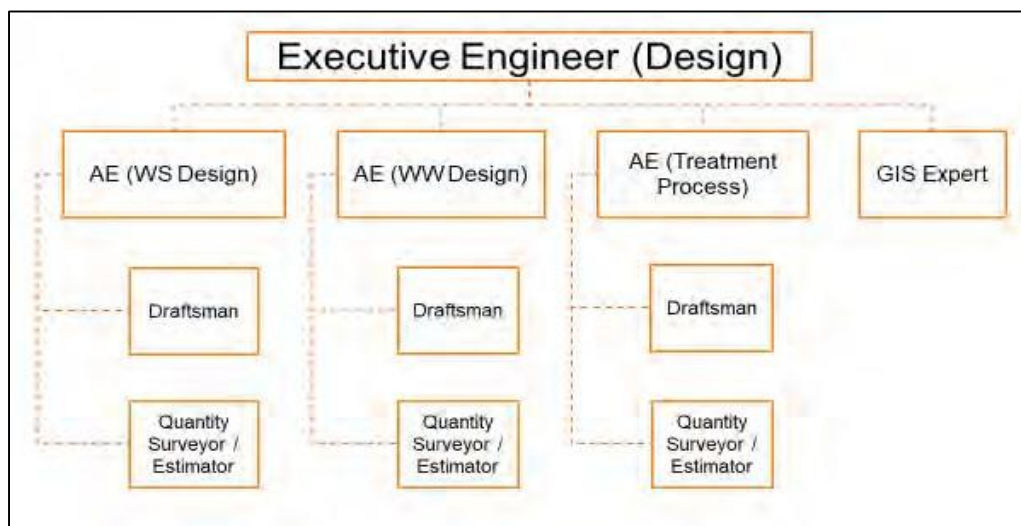 Executive Engineer (Design)
AE (WS Design)
AE (WW Design)
AE (Treatment
Process)
GIS Expert
Draftsman
Draftsman
Draftsman
Quantity
Surveyor /
Estimator
Quantity
Surveyor /
Estimator
Quantity
Surveyor /
Estimator